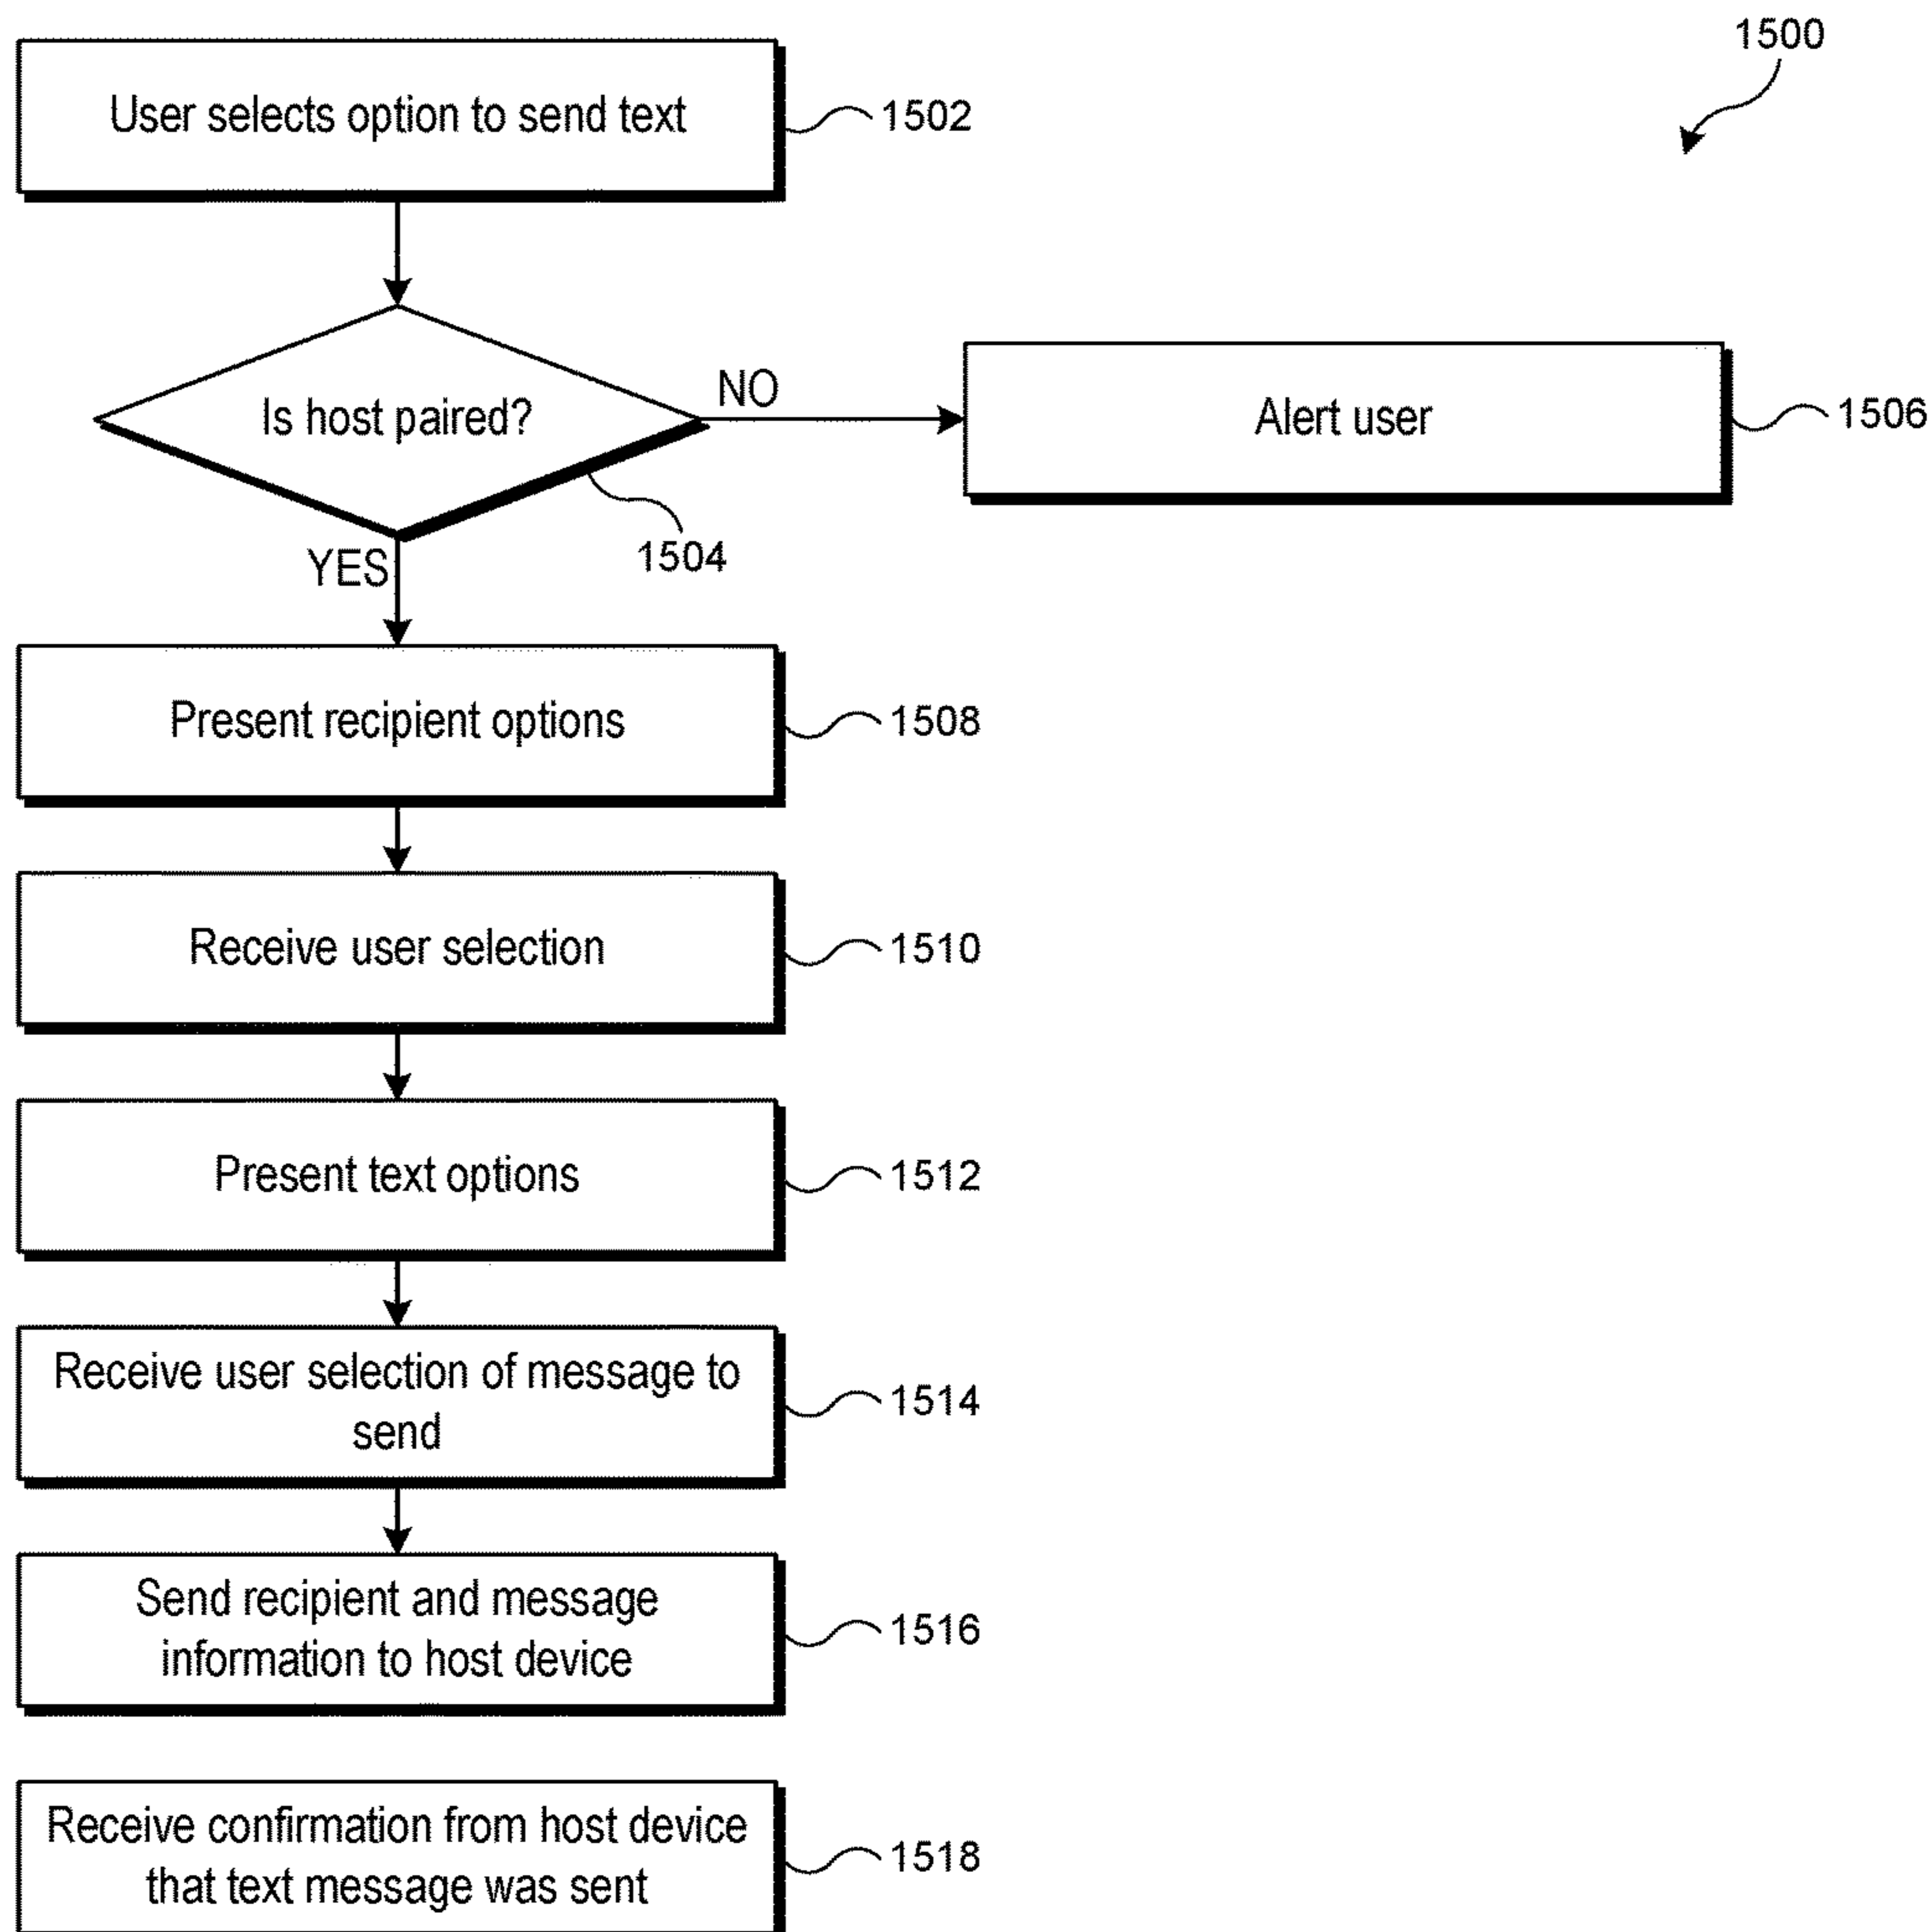 1500
User selects option to send text
1502
Is host paired?
NO
Alert user
1506
1504
YES
Present recipient options
1508
Receive user selection
1510
Present text options
1512
Receive user selection of message to
send
1514
Send recipient and message
information to host device
1516
Receive confirmation from host device
that text message was sent
1518